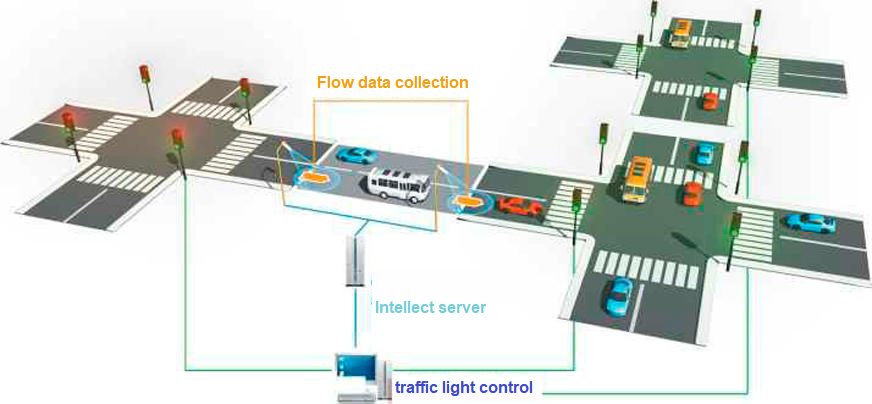 Flow data collection
Intellect server
traffic light control